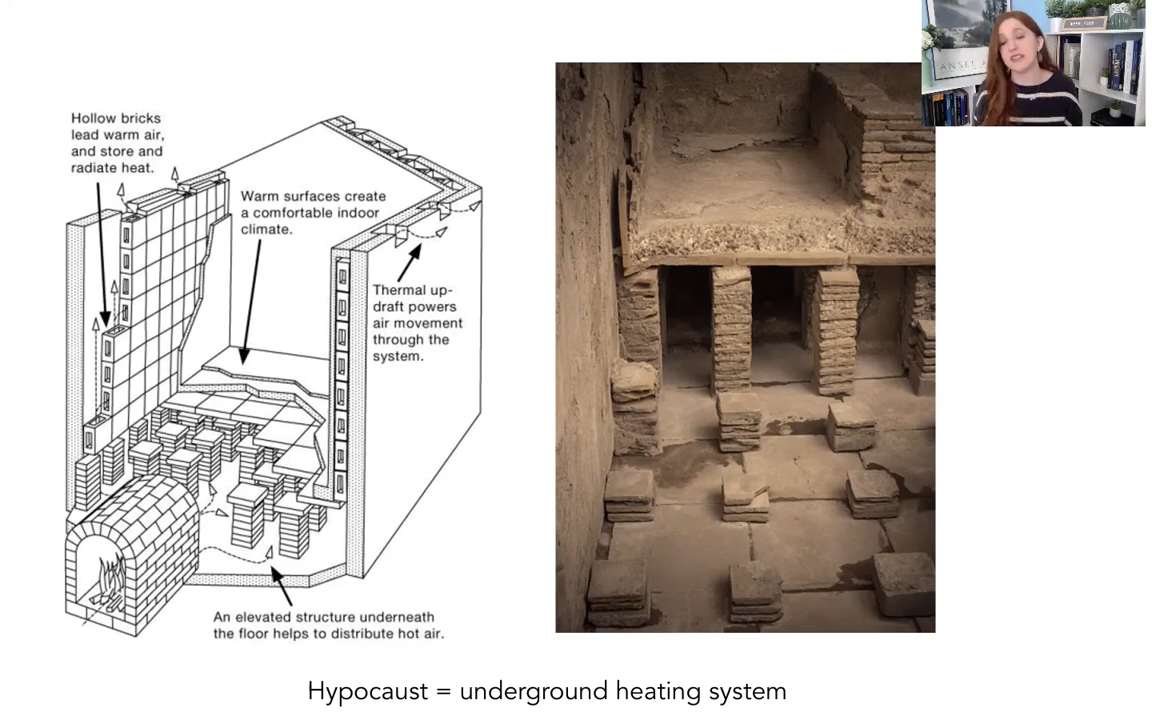 Hollow bricks
lead warm air,
and store and
radiate heat.
Warm surfaces create
a comfortable indoor
climate.
Thermal up-
draft powers
air movement
through the
system.
An elevated structure underneath
the floor helps to distribute hot air.
ANSEL A
Hypocaust = underground heating system